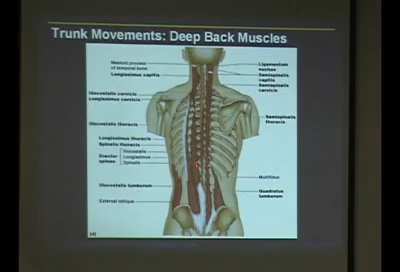 Trunk Movements: Deep Back Muscles
Mastoid process
of temporal bone
Longissimus capitis
Iliocostalis cervicis
Longissimus cervicis
Iliocostalis thoracis
Longissimus thoracis
Spinalis thoracis
Erector
spinae
Iliocostalis
Longissimus
Spinalis
Iliocostalis lumborum
External oblique
Ligamentum
nuchae
Semispinalis
capitis
Semispinalis
cervicis
Semispinalis
thoracis
Multifidus
Quadratus
lumborum